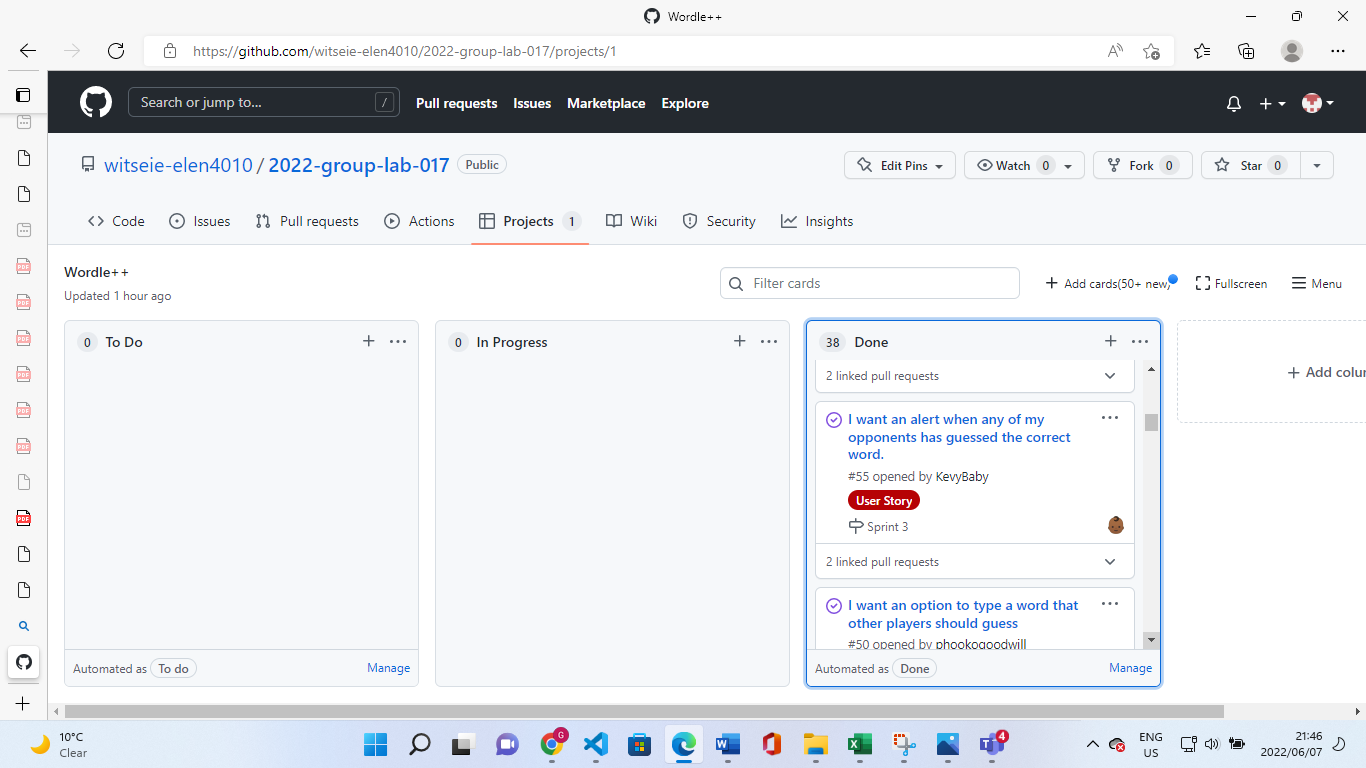 Wordle++
https://github.com/witseie-elen4010/2022-group-lab-017/projects/1
Search or jump to... /
Pull requests
Issues
Marketplace
Explore
witseie-elen4010 / 2022-group-lab-017 Public
Edit Pins
Watch 0
Fork 0
Star 0
Code
Issues
Pull requests
Actions
Projects 1
Wiki
Security
Insights
Wordle++
Updated 1 hour ago
Filter cards
Add cards(50+ new)
Fullscreen
Menu
0 To Do
Automated as To do
Manage
0 In Progress
38 Done
2 linked pull requests
I want an alert when any of my
opponents has guessed the correct
word.
#55 opened by KevyBaby
User Story
Sprint 3
2 linked pull requests
I want an option to type a word that
other players should guess
#50 opened by phookogoodwill
Automated as Done
Manage
Add colum
10°C
Clear
G
4
ENG
US
21:46
2022/06/07